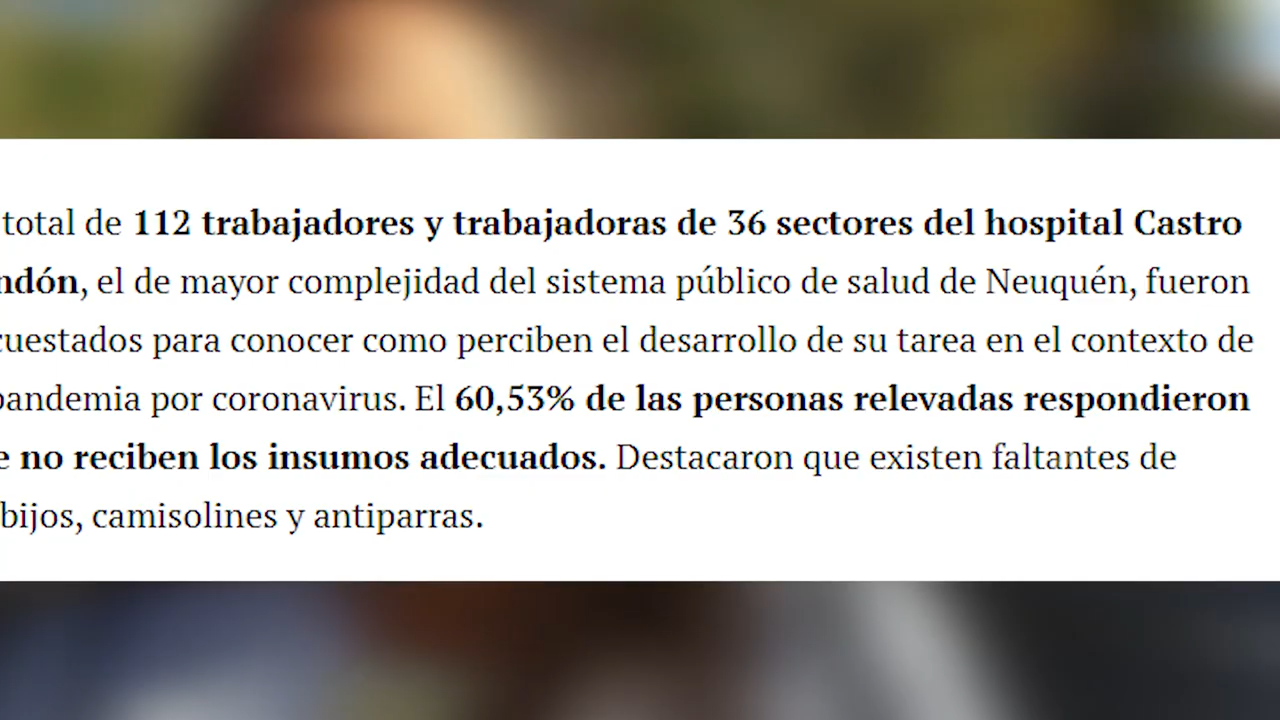 total de 112 trabajadores y trabajadoras de 36 sectores del hospital Castro
ndón, el de mayor complejidad del sistema público de salud de Neuquén, fueron
cuestados para conocer como perciben el desarrollo de su tarea en el contexto de
pandemia por coronavirus. El 60,53% de las personas relevadas respondieron
e no reciben los insumos adecuados. Destacaron que existen faltantes de
bijos, camisolines y antiparras.